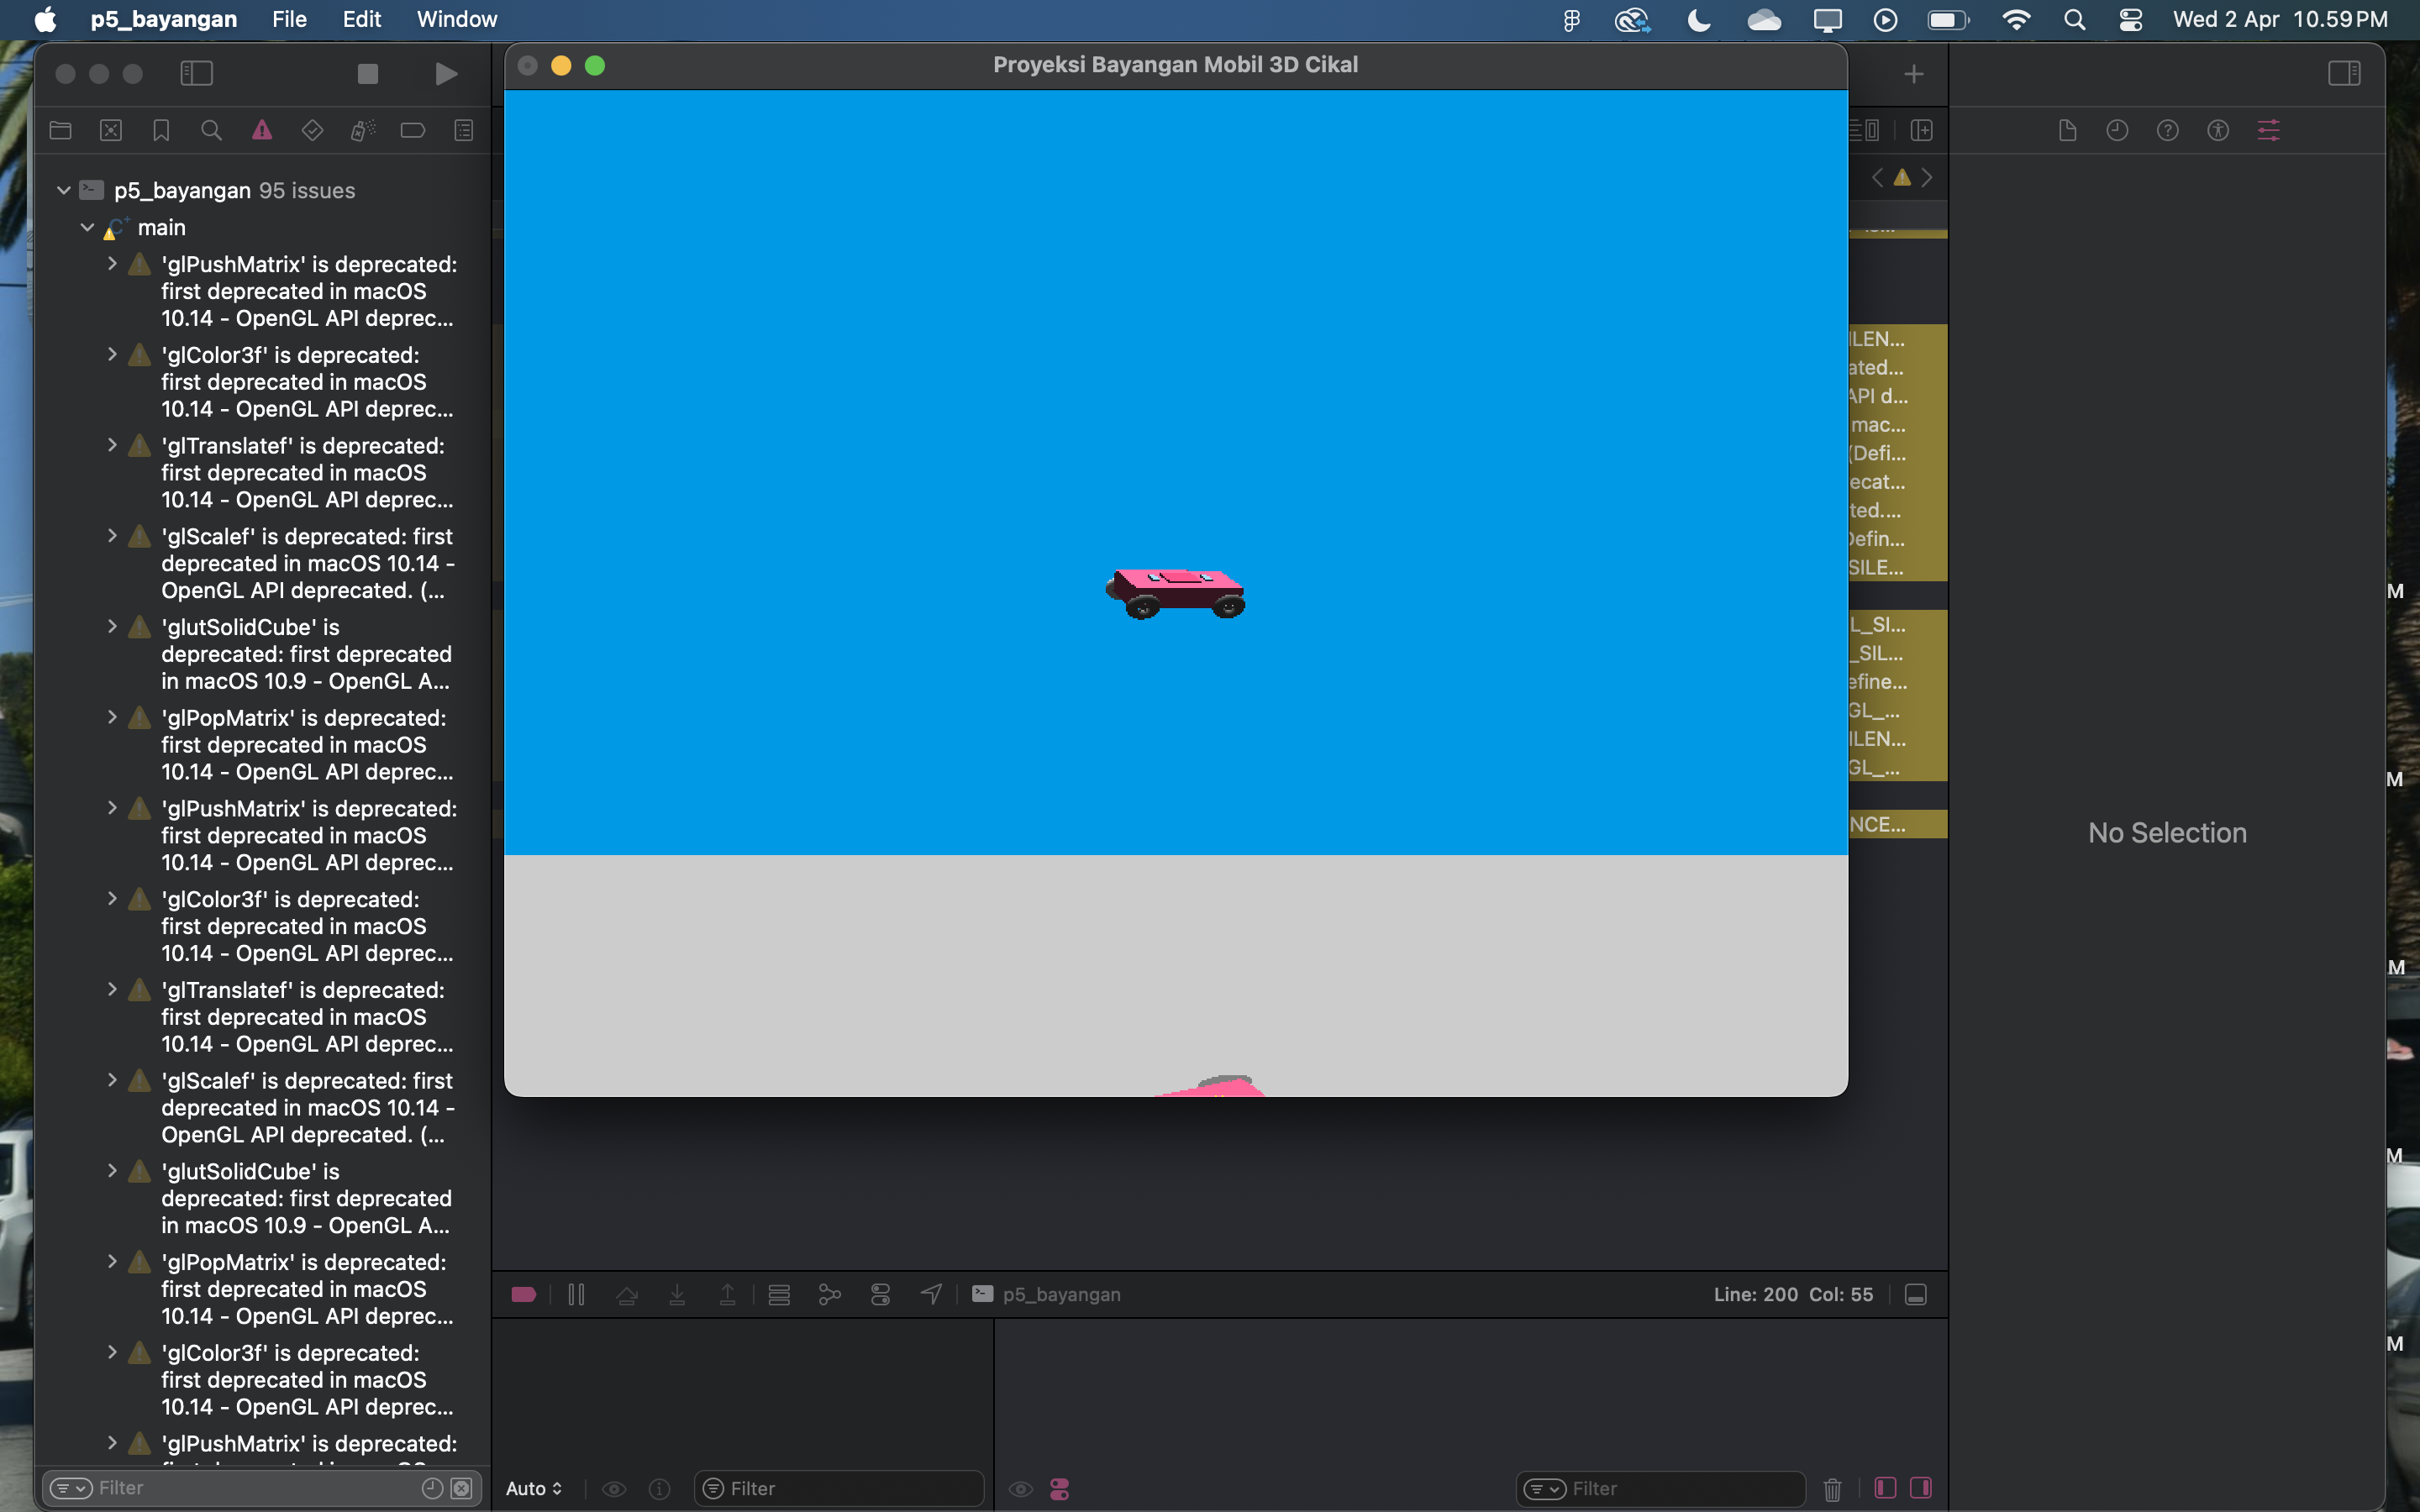 p5_bayangan File Edit Window
Wed 2 Apr 10.59 PM
Proyeksi Bayangan Mobil 3D Cikal
p5_bayangan 95 issues
main
'glPushMatrix' is deprecated:
first deprecated in macOS
10.14 - OpenGL API deprec...
'glColor3f' is deprecated:
first deprecated in macOS
10.14 - OpenGL API deprec...
'glTranslatef' is deprecated:
first deprecated in macOS
10.14 - OpenGL API deprec...
'glScalef' is deprecated: first
deprecated in macOS 10.14 -
OpenGL API deprecated. (...
'glutSolidCube' is
deprecated: first deprecated
in macOS 10.9 - OpenGL A...
'glPopMatrix' is deprecated:
first deprecated in macOS
10.14 - OpenGL API deprec...
'glPushMatrix' is deprecated:
first deprecated in macOS
10.14 - OpenGL API deprec...
'glColor3f' is deprecated:
first deprecated in macOS
10.14 - OpenGL API deprec...
'glTranslatef' is deprecated:
first deprecated in macOS
10.14 - OpenGL API deprec...
'glScalef' is deprecated: first
deprecated in macOS 10.14 -
OpenGL API deprecated. (...
'glutSolidCube' is
deprecated: first deprecated
in macOS 10.9 - OpenGL A...
'glPopMatrix' is deprecated:
first deprecated in macOS
10.14 - OpenGL API deprec...
'glColor3f' is deprecated:
first deprecated in macOS
10.14 - OpenGL API deprec...
'glPushMatrix' is deprecated:
Filter
ILEN...
ated...
API d...
mac...
(Defi...
ecat...
ted....
Defin...
SILE...
L_SI...
_SIL...
efine...
GL_...
ILEN...
GL_...
NCE...
No Selection
M
M
M
M
M
p5_bayangan
Line: 200 Col: 55
Auto
Filter
Filter